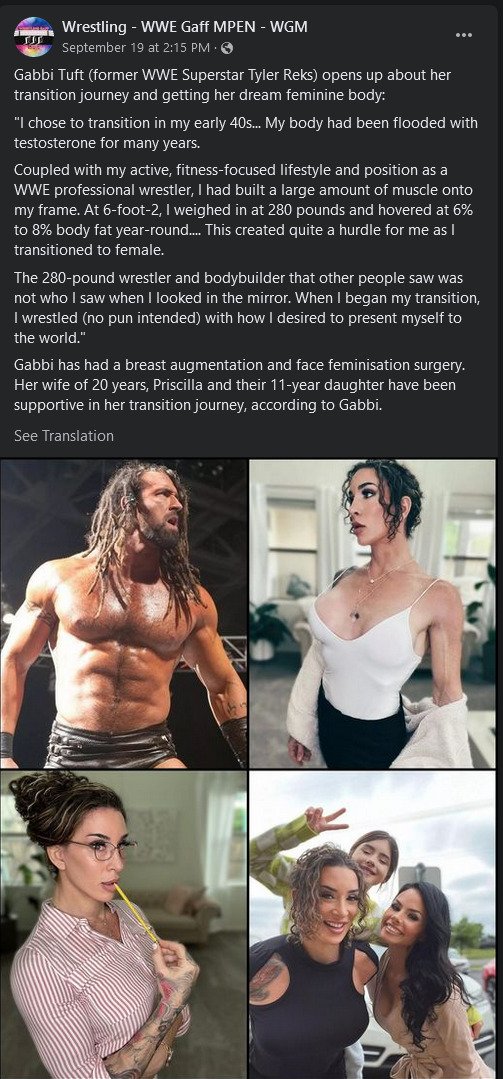 Wrestling - WWE Gaff MPEN - WGM
September 19 at 2:15 PM ·
Gabbi Tuft (former WWE Superstar Tyler Reks) opens up about her
transition journey and getting her dream feminine body:
"I chose to transition in my early 40s... My body had been flooded with
testosterone for many years.
Coupled with my active, fitness-focused lifestyle and position as a
WWE professional wrestler, I had built a large amount of muscle onto
my frame. At 6-foot-2, I weighed in at 280 pounds and hovered at 6%
to 8% body fat year-round.... This created quite a hurdle for me as I
transitioned to female.
The 280-pound wrestler and bodybuilder that other people saw was
not who I saw when I looked in the mirror. When I began my transition,
I wrestled (no pun intended) with how I desired to present myself to
the world."
Gabbi has had a breast augmentation and face feminisation surgery.
Her wife of 20 years, Priscilla and their 11-year daughter have been
supportive in her transition journey, according to Gabbi.
See Translation